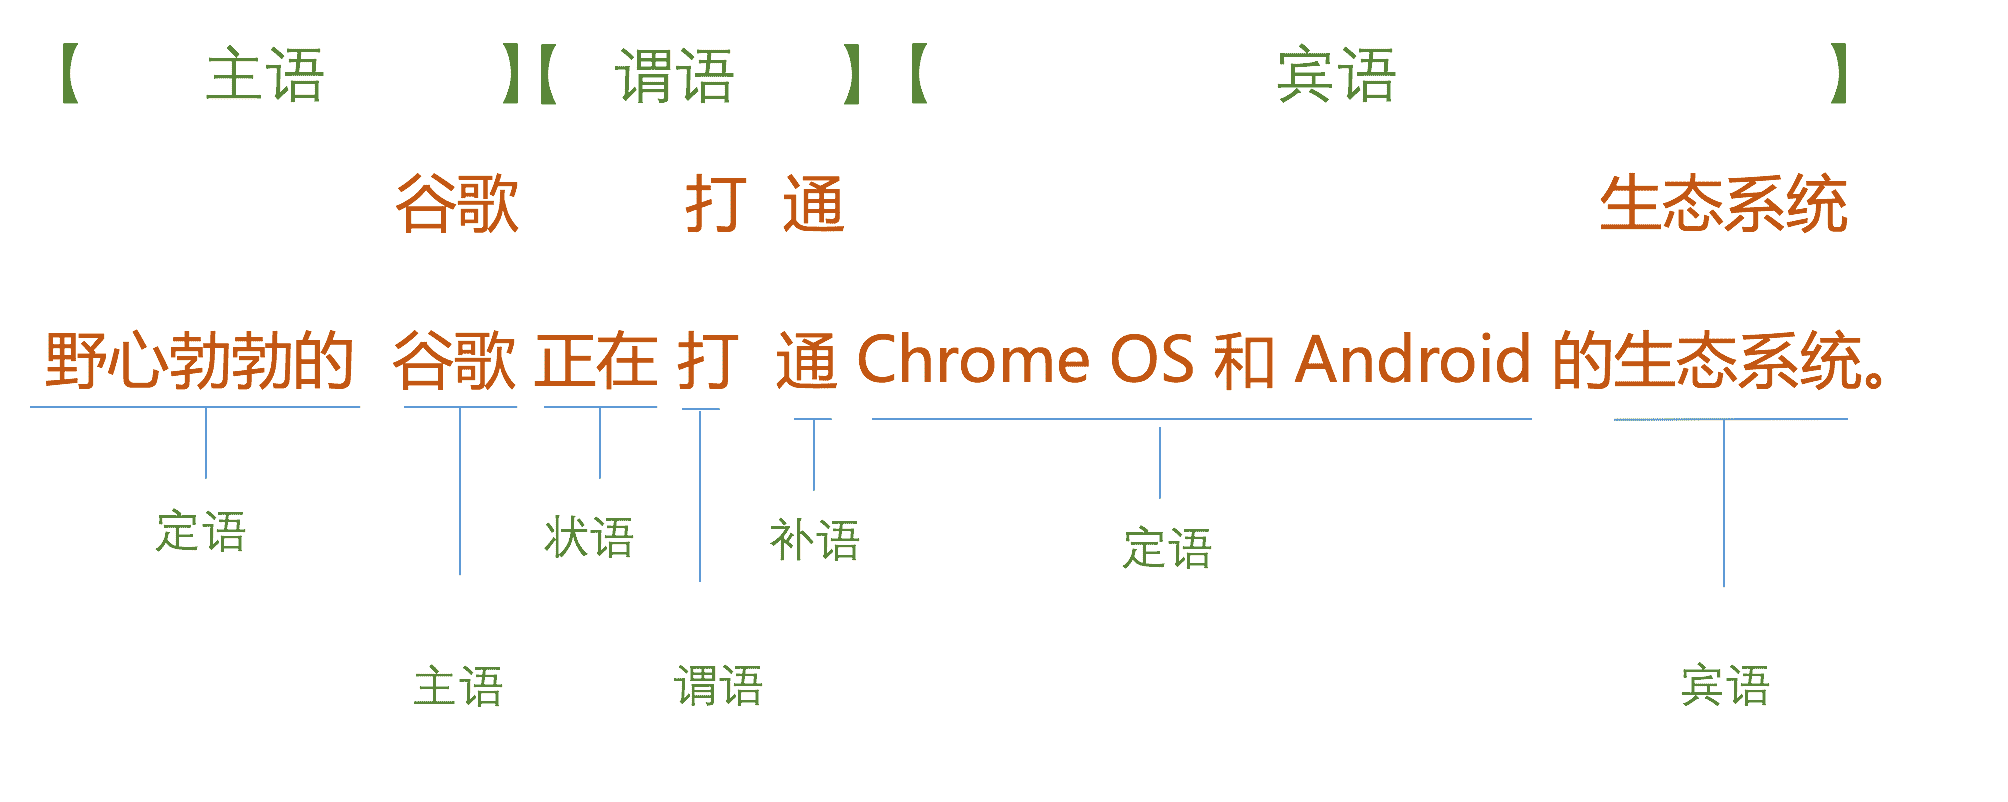 【 主语 】【 谓语 】【 宾语 】
谷歌 打 通 生态系统
野心勃勃的 谷歌 正在 打 通 Chrome OS 和 Android 的生态系统。
定语 状语 补语 定语
主语 谓语 宾语